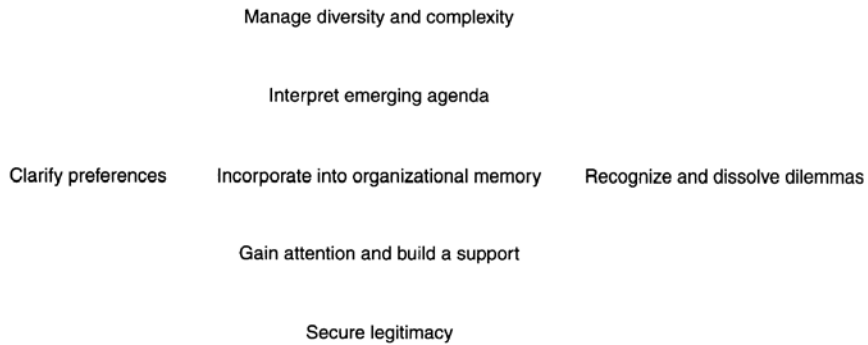 Manage diversity and complexity
Interpret emerging agenda
Clarify preferences Incorporate into organizational memory Recognize and dissolve dilemmas
Gain attention and build a support
Secure legitimacy